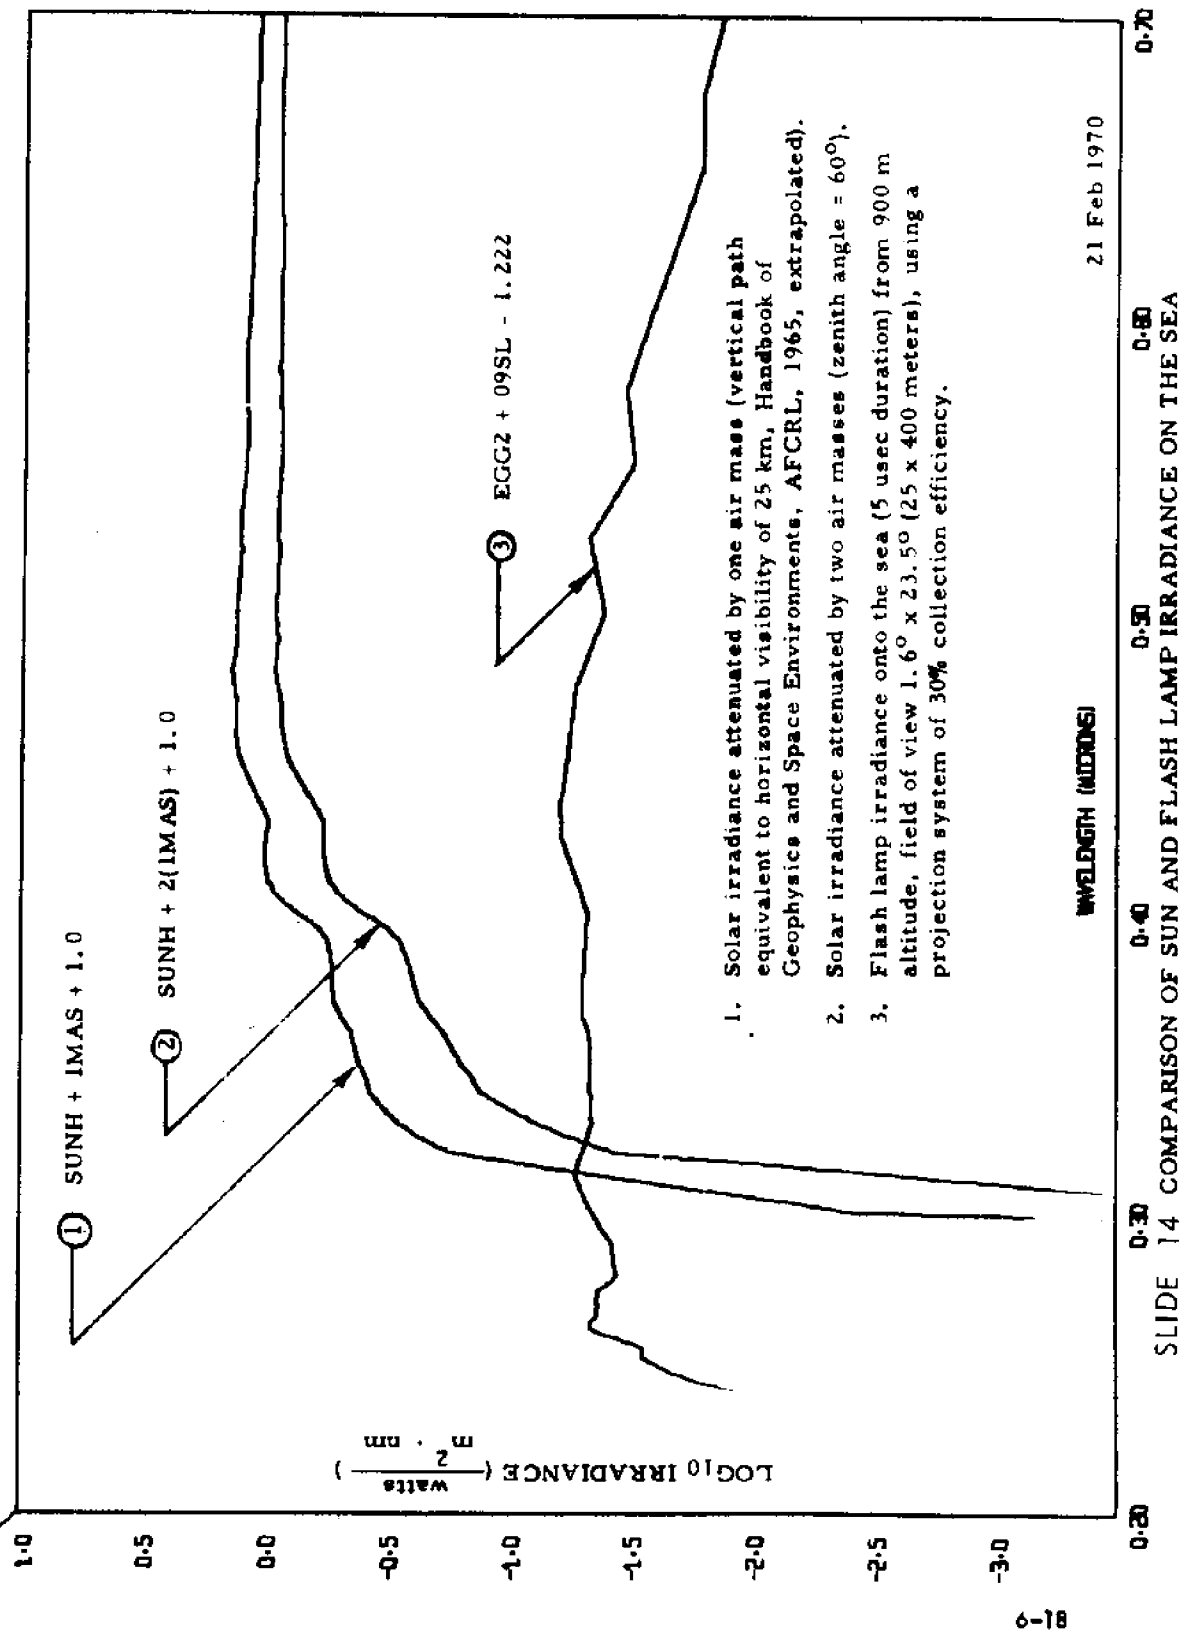 1 SUNH + 1MAS + 1.0
2 SUNH + 2(1MAS) + 1.0
3 EGG2 + 09SL - 1.222
LOG10 IRRADIANCE (watts / m2 · nm)
1.0
0.5
0.0
-0.5
-1.0
-1.5
-2.0
-2.5
-3.0
1. Solar irradiance attenuated by one air mass (vertical path
equivalent to horizontal visibility of 25 km, Handbook of
Geophysics and Space Environments, AFCRL, 1965, extrapolated).
2. Solar irradiance attenuated by two air masses (zenith angle = 60°).
3. Flash lamp irradiance onto the sea (5 usec duration) from 900 m
altitude, field of view 1.6° x 23.5° (25 x 400 meters), using a
projection system of 30% collection efficiency.
21 Feb 1970
WAVELENGTH (MICRONS)
0.20
0.30
0.40
0.50
0.60
0.70
SLIDE 14 COMPARISON OF SUN AND FLASH LAMP IRRADIANCE ON THE SEA
81-9